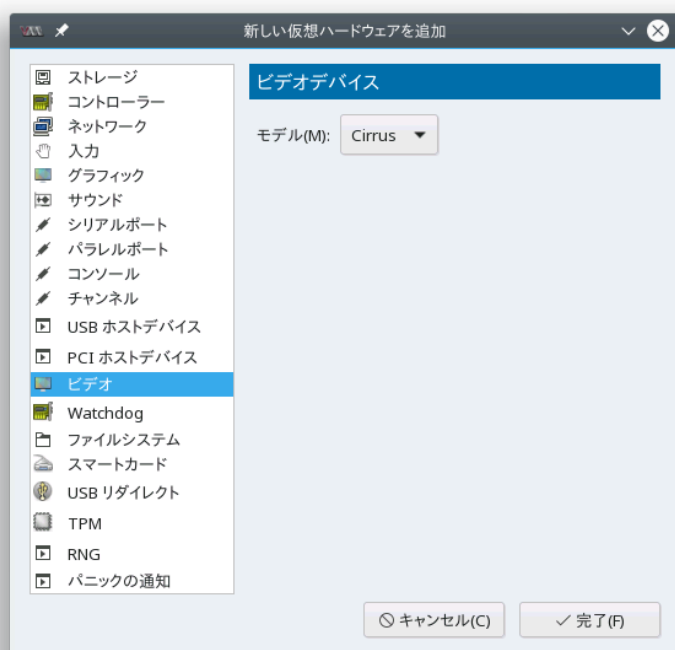 新しい仮想ハードウェアを追加
ストレージ
コントローラー
ネットワーク
入力
グラフィック
サウンド
シリアルポート
パラレルポート
コンソール
チャンネル
USB ホストデバイス
PCI ホストデバイス
ビデオ
Watchdog
ファイルシステム
スマートカード
USB リダイレクト
TPM
RNG
パニックの通知
ビデオデバイス
モデル(M): Cirrus
キャンセル(C)
完了(F)